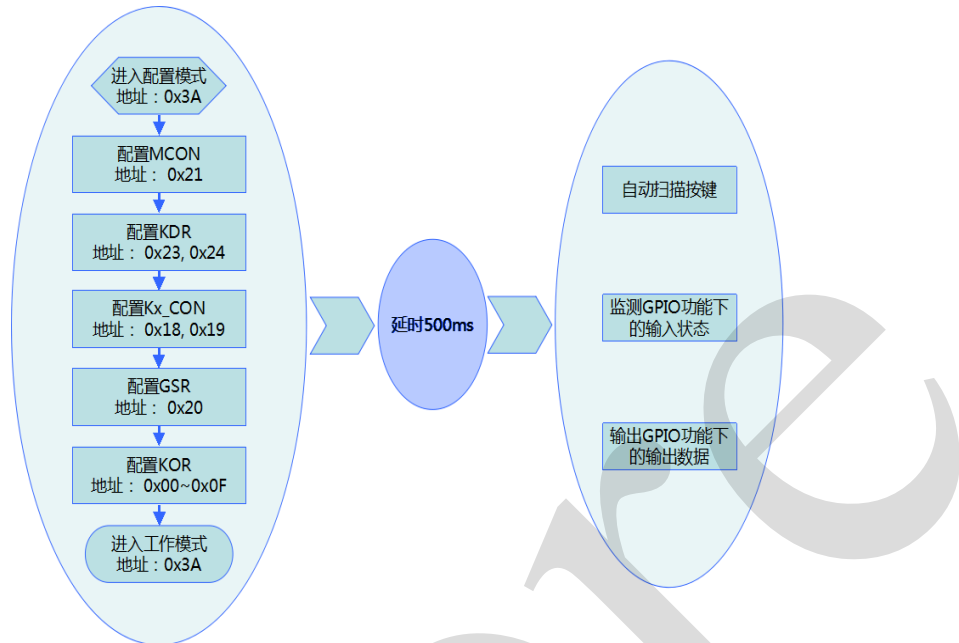 进入配置模式
地址：0x3A
配置MCON
地址： 0x21
配置KDR
地址： 0x23, 0x24
配置Kx_CON
地址： 0x18, 0x19
配置GSR
地址： 0x20
配置KOR
地址： 0x00~0x0F
进入工作模式
地址：0x3A
延时500ms
自动扫描按键
监测GPIO功能下
的输入状态
输出GPIO功能下
的输出数据
re